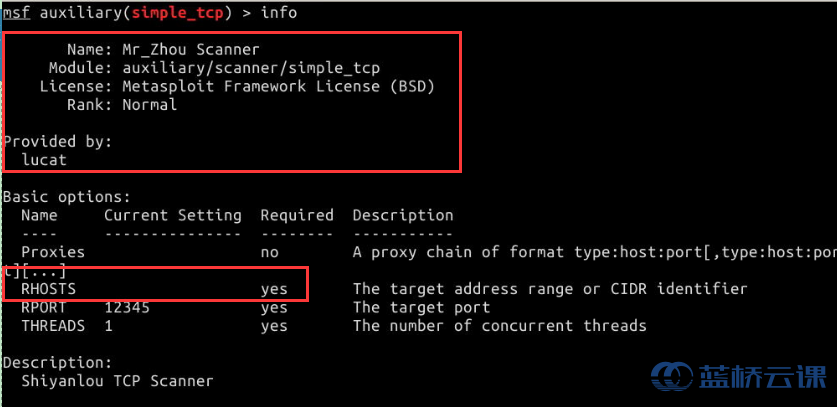 msf auxiliary(simple_tcp) > info
Name: Mr_Zhou Scanner
Module: auxiliary/scanner/simple_tcp
License: Metasploit Framework License (BSD)
Rank: Normal
Provided by:
lucat
Basic options:
Name Current Setting Required Description
---- --------------- -------- -----------
Proxies no A proxy chain of format type:host:port[,type:host:por
t][...]
RHOSTS yes The target address range or CIDR identifier
RPORT 12345 yes The target port
THREADS 1 yes The number of concurrent threads
Description:
Shiyanlou TCP Scanner
蓝桥云课